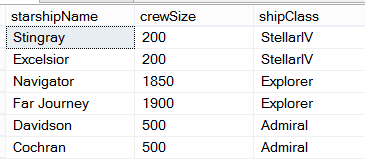 starshipName crewSize shipClass
Stingray 200 StellarIV
Excelsior 200 StellarIV
Navigator 1850 Explorer
Far Journey 1900 Explorer
Davidson 500 Admiral
Cochran 500 Admiral